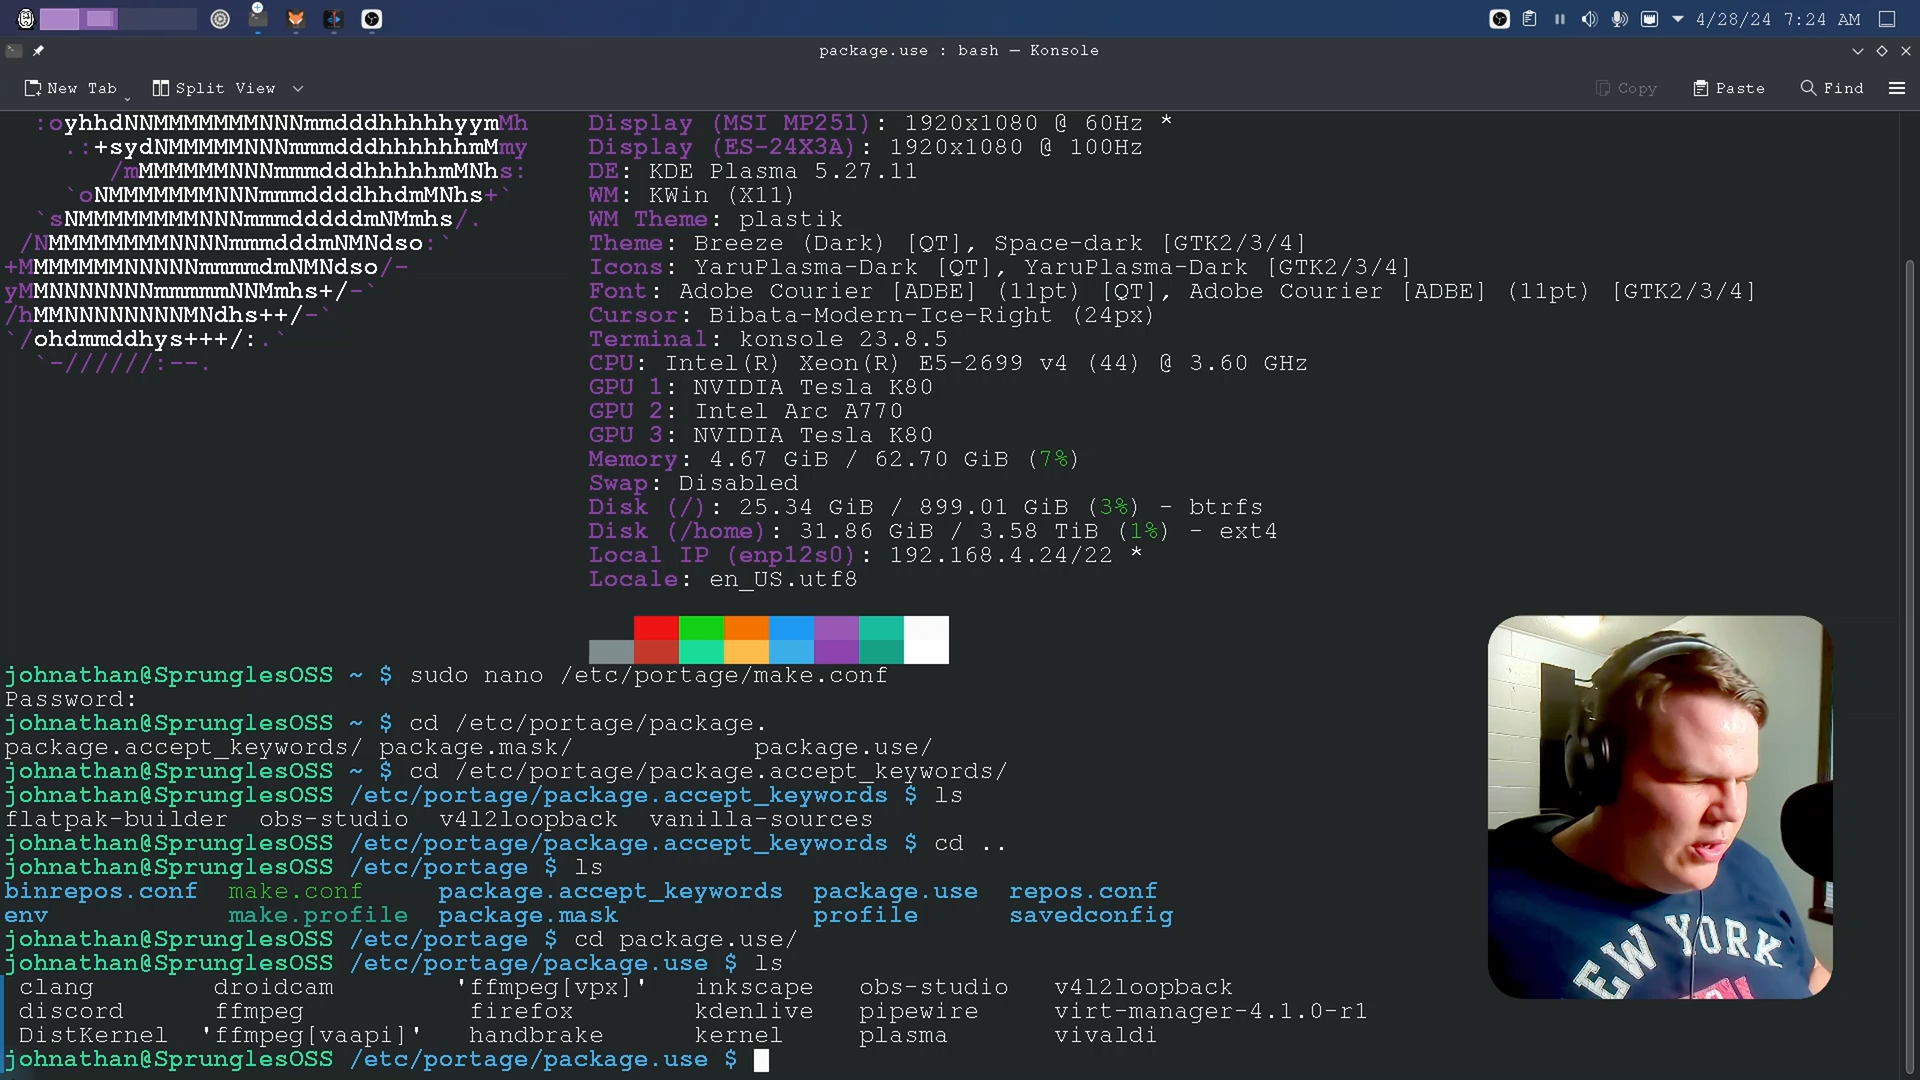 4/28/24 7:24 AM
package.use : bash — Konsole
New Tab Split View Copy Paste Find
:oyhhdNNMMMMMMMNNNmmdddhhhhhyymMh Display (MSI MP251): 1920x1080 @ 60Hz *
.:+sydNMMMMMNNNmmmdddhhhhhhmMmy Display (ES-24X3A): 1920x1080 @ 100Hz
/mMMMMMMNNNmmmdddhhhhhmMNhs: DE: KDE Plasma 5.27.11
`oNMMMMMMMNNNmmmddddhhdmMNhs+` WM: KWin (X11)
`sNMMMMMMMMNNNmmmdddddmNMmhs/. WM Theme: plastik
/NMMMMMMMMNNNNmmmdddmNMNdso:` Theme: Breeze (Dark) [QT], Space-dark [GTK2/3/4]
+MMMMMMMNNNNNmmmmdmNMNdso/- Icons: YaruPlasma-Dark [QT], YaruPlasma-Dark [GTK2/3/4]
yMMNNNNNNNmmmmmNNMmhs+/-` Font: Adobe Courier [ADBE] (11pt) [QT], Adobe Courier [ADBE] (11pt) [GTK2/3/4]
/hMMNNNNNNNNMNdhs++/-` Cursor: Bibata-Modern-Ice-Right (24px)
`/ohdmmddhys+++/:.` Terminal: konsole 23.8.5
`-//////:--. CPU: Intel(R) Xeon(R) E5-2699 v4 (44) @ 3.60 GHz
GPU 1: NVIDIA Tesla K80
GPU 2: Intel Arc A770
GPU 3: NVIDIA Tesla K80
Memory: 4.67 GiB / 62.70 GiB (7%)
Swap: Disabled
Disk (/): 25.34 GiB / 899.01 GiB (3%) - btrfs
Disk (/home): 31.86 GiB / 3.58 TiB (1%) - ext4
Local IP (enp12s0): 192.168.4.24/22 *
Locale: en_US.utf8
johnathan@SprunglesOSS ~ $ sudo nano /etc/portage/make.conf
Password:
johnathan@SprunglesOSS ~ $ cd /etc/portage/package.
package.accept_keywords/ package.mask/ package.use/
johnathan@SprunglesOSS ~ $ cd /etc/portage/package.accept_keywords/
johnathan@SprunglesOSS /etc/portage/package.accept_keywords $ ls
flatpak-builder obs-studio v4l2loopback vanilla-sources
johnathan@SprunglesOSS /etc/portage/package.accept_keywords $ cd ..
johnathan@SprunglesOSS /etc/portage $ ls
binrepos.conf make.conf package.accept_keywords package.use repos.conf
env make.profile package.mask profile savedconfig
johnathan@SprunglesOSS /etc/portage $ cd package.use/
johnathan@SprunglesOSS /etc/portage/package.use $ ls
clang droidcam 'ffmpeg[vpx]' inkscape obs-studio v4l2loopback
discord ffmpeg firefox kdenlive pipewire virt-manager-4.1.0-r1
DistKernel 'ffmpeg[vaapi]' handbrake kernel plasma vivaldi
johnathan@SprunglesOSS /etc/portage/package.use $
EW YORK